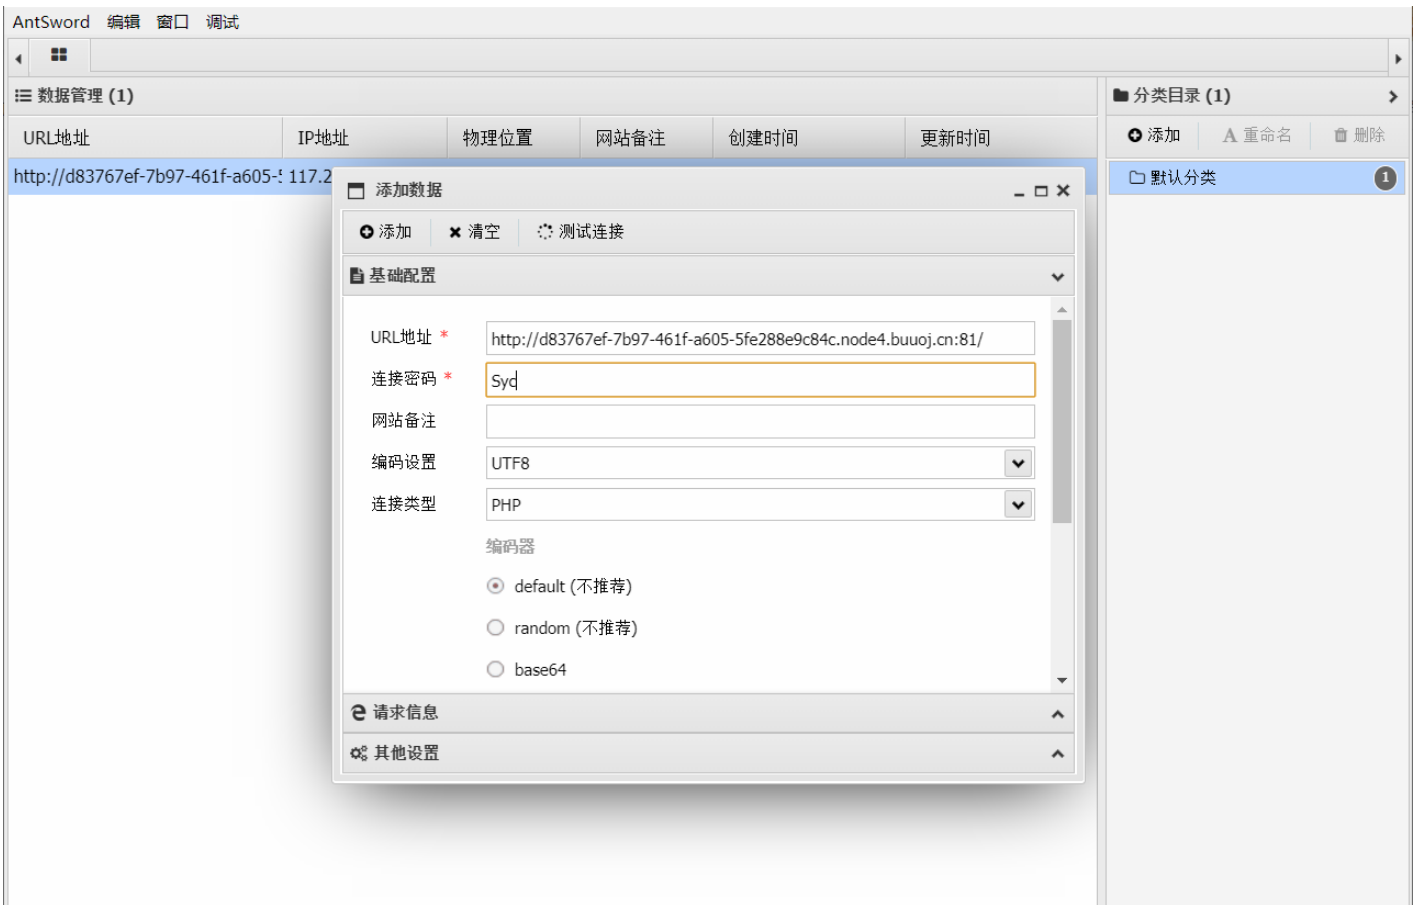 AntSword 编辑 窗口 调试
数据管理 (1)
分类目录 (1)
URL地址 IP地址 物理位置 网站备注 创建时间 更新时间
添加 重命名 删除
http://d83767ef-7b97-461f-a605-5 117.2
默认分类 1
添加数据
添加 清空 测试连接
基础配置
URL地址 * http://d83767ef-7b97-461f-a605-5fe288e9c84c.node4.buuoj.cn:81/
连接密码 * Syc
网站备注
编码设置 UTF8
连接类型 PHP
编码器
default (不推荐)
random (不推荐)
base64
请求信息
其他设置